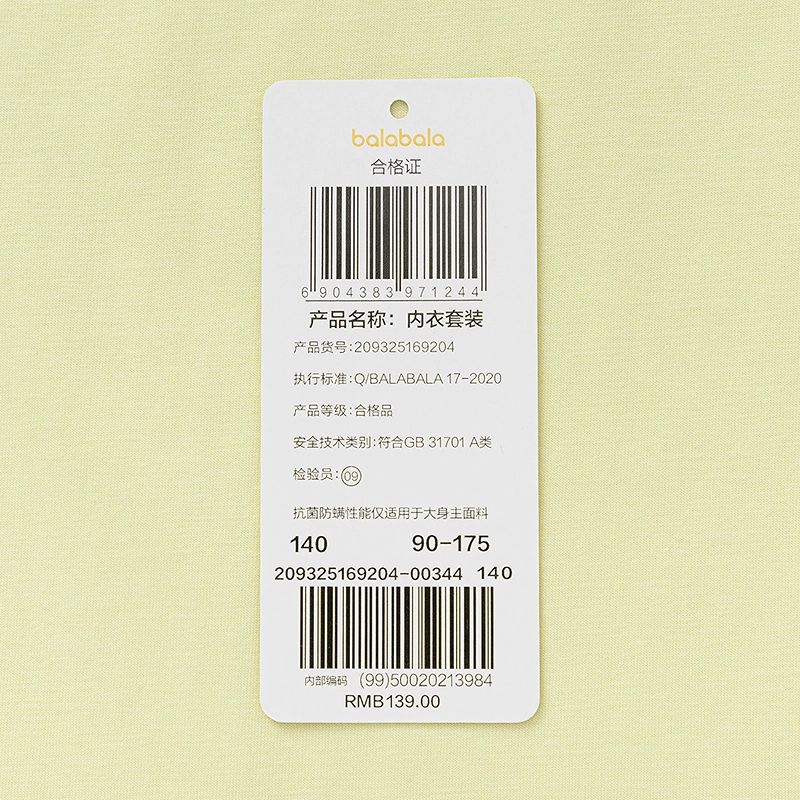 balabala
合格证
6904383971244
产品名称：内衣套装
产品货号:209325169204
执行标准:Q/BALABALA 17-2020
产品等级:合格品
安全技术类别:符合GB 31701 A类
检验员:09
抗菌防螨性能仅适用于大身主面料
140 90-175
209325169204-00344 140
内部编码 (99)50020213984
RMB139.00